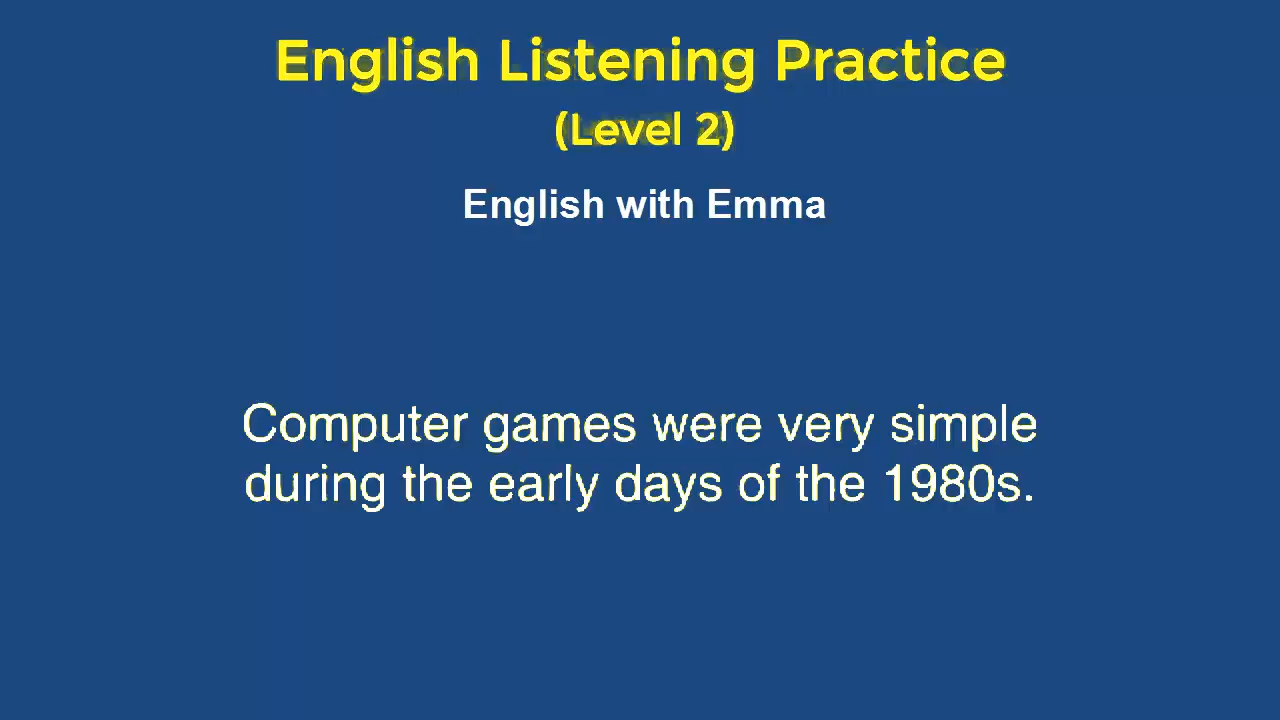 English Listening Practice
(Level 2)
English with Emma
Computer games were very simple
during the early days of the 1980s.